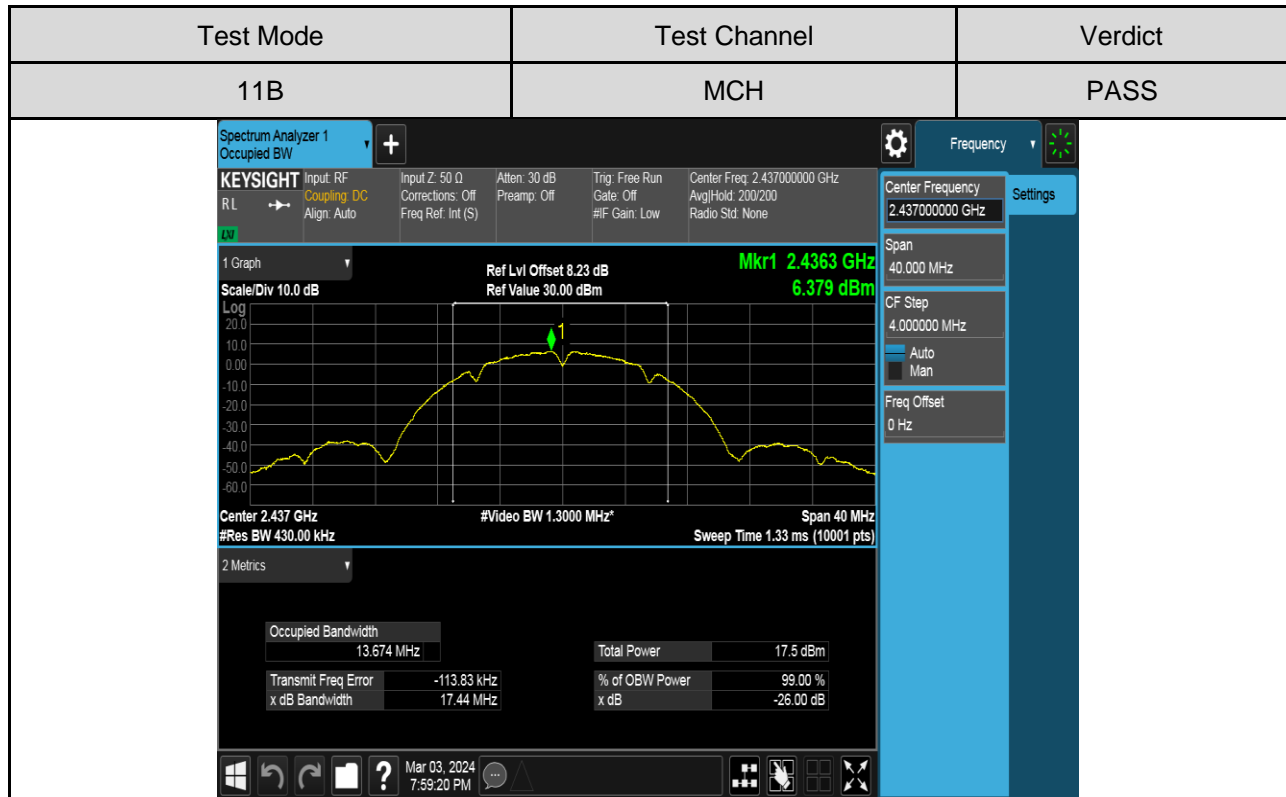 Test Mode Test Channel Verdict
11B MCH PASS
Spectrum Analyzer 1
Occupied BW
+
Frequency
KEYSIGHT Input: RF Input Z: 50 Ω Atten: 30 dB Trig: Free Run Center Freq: 2.437000000 GHz
RL Coupling: DC Corrections: Off Preamp: Off Gate: Off Avg|Hold: 200/200
Align: Auto Freq Ref: Int (S) #IF Gain: Low Radio Std: None
LXI
Center Frequency
2.437000000 GHz
Settings
Span
40.000 MHz
CF Step
4.000000 MHz
Auto
Man
Freq Offset
0 Hz
1 Graph Ref Lvl Offset 8.23 dB Mkr1 2.4363 GHz
Scale/Div 10.0 dB Ref Value 30.00 dBm 6.379 dBm
Log
20.0
10.0
0.00
-10.0
-20.0
-30.0
-40.0
-50.0
-60.0
1
Center 2.437 GHz #Video BW 1.3000 MHz* Span 40 MHz
#Res BW 430.00 kHz Sweep Time 1.33 ms (10001 pts)
2 Metrics
Occupied Bandwidth
13.674 MHz Total Power 17.5 dBm
Transmit Freq Error -113.83 kHz % of OBW Power 99.00 %
x dB Bandwidth 17.44 MHz x dB -26.00 dB
? Mar 03, 2024
7:59:20 PM